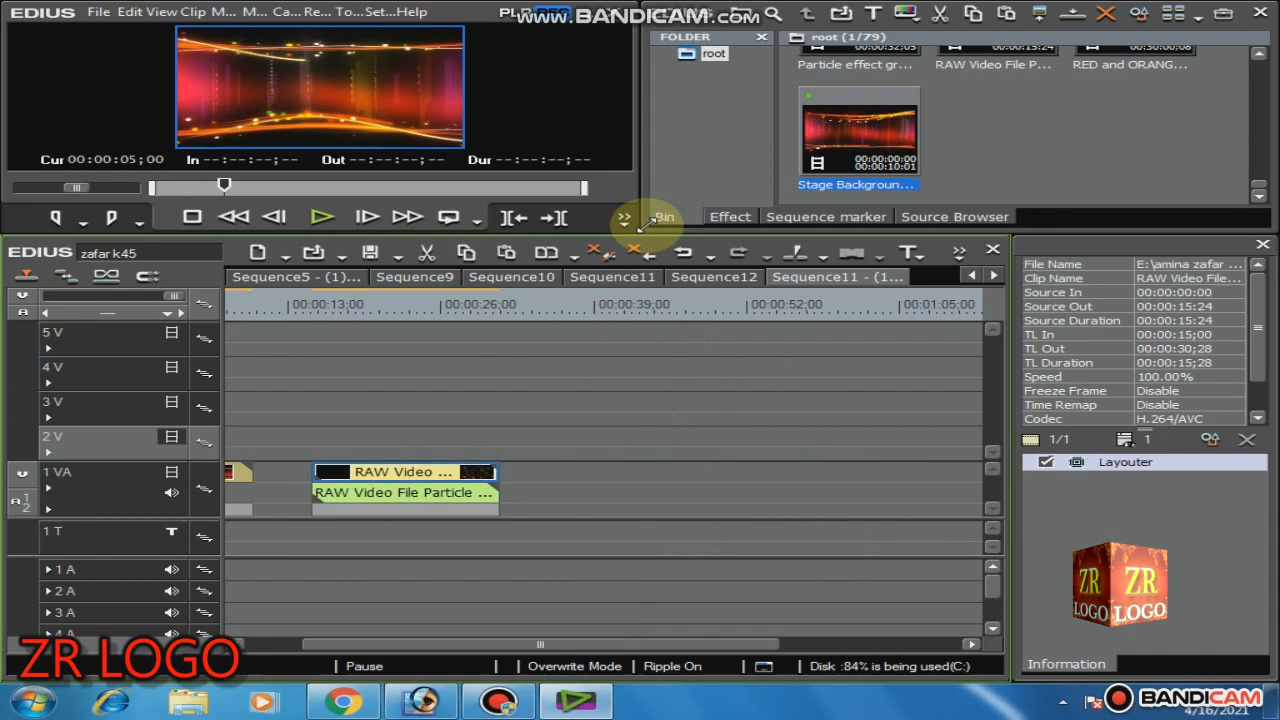 EDIUS File Edit View Clip M... M... Ca... Re... To... Set... Help PLR REC
www.BANDICAM.com
FOLDER
root
root (1/79)
00:00:15:24
Particle effect gr...
RAW Video File P...
RED and ORANG...
00:00:00:00
00:00:10:01
Stage Backgroun...
Cur 00:00:05;00 In --:--:--;-- Out --:--:--;-- Dur --:--:--;--
Bin Effect Sequence marker Source Browser
EDIUS zafar k45
Sequence5 - (1)... Sequence9 Sequence10 Sequence11 Sequence12 Sequence11 - (1...
00:00:13;00 00:00:26;00 00:00:39;00 00:00:52;00 00:01:05;00
5 V
4 V
3 V
2 V
1 VA
RAW Video ...
RAW Video File Particle ...
1 T
1 A
2 A
3 A
4 A
File Name E:\amina zafar ...
Clip Name RAW Video File...
Source In 00:00:00:00
Source Out 00:00:15:24
Source Duration 00:00:15:24
TL In 00:00:15;00
TL Out 00:00:30;28
TL Duration 00:00:15;28
Speed 100.00%
Freeze Frame Disable
Time Remap Disable
Codec H.264/AVC
1/1 1
Layouter
ZR ZR
LOGO LOGO
Information
ZR LOGO
Pause Overwrite Mode Ripple On Disk :84% is being used(C:)
BANDICAM
4/16/2021